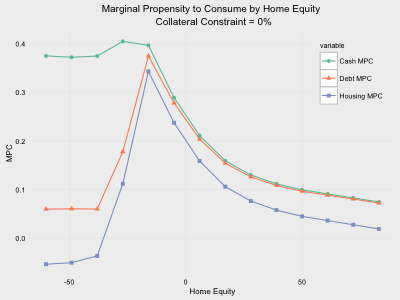 Marginal Propensity to Consume by Home Equity
Collateral Constraint = 0%
variable
Cash MPC
Debt MPC
Housing MPC
MPC
0.4
0.3
0.2
0.1
0.0
-50
0
50
Home Equity